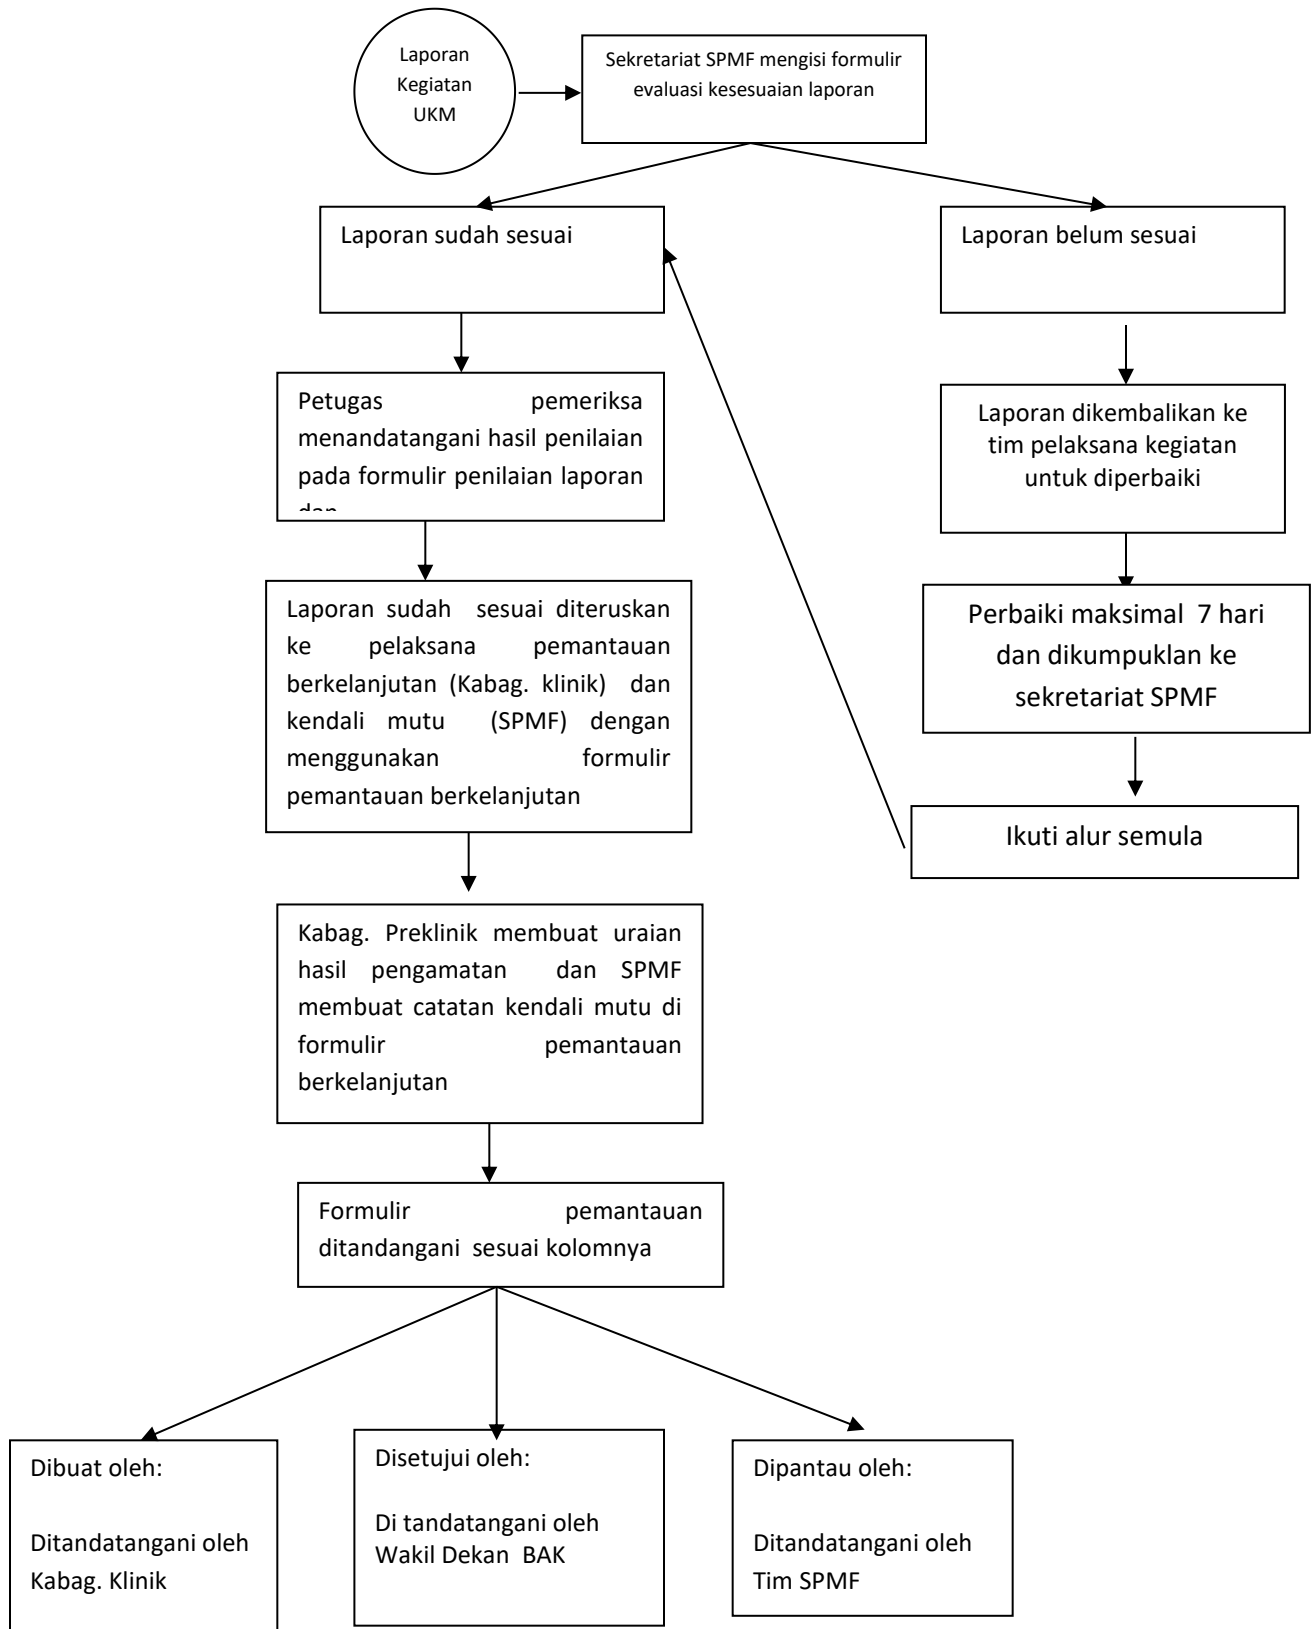 Laporan
Kegiatan
UKM
Sekretariat SPMF mengisi formulir
evaluasi kesesuaian laporan
Laporan sudah sesuai
Laporan belum sesuai
Petugas pemeriksa
menandatangani hasil penilaian
pada formulir penilaian laporan
dan
Laporan dikembalikan ke
tim pelaksana kegiatan
untuk diperbaiki
Laporan sudah sesuai diteruskan
ke pelaksana pemantauan
berkelanjutan (Kabag. klinik) dan
kendali mutu (SPMF) dengan
menggunakan formulir
pemantauan berkelanjutan
Perbaiki maksimal 7 hari
dan dikumpuklan ke
sekretariat SPMF
Ikuti alur semula
Kabag. Preklinik membuat uraian
hasil pengamatan dan SPMF
membuat catatan kendali mutu di
formulir pemantauan
berkelanjutan
Formulir pemantauan
ditandangani sesuai kolomnya
Dibuat oleh:
Ditandatangani oleh
Kabag. Klinik
Disetujui oleh:
Di tandatangani oleh
Wakil Dekan BAK
Dipantau oleh:
Ditandatangani oleh
Tim SPMF